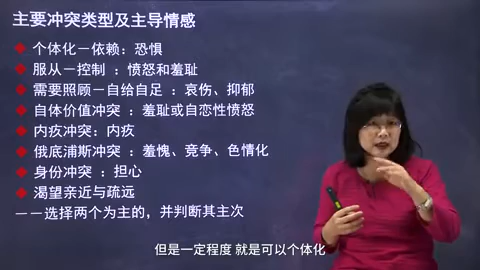 主要冲突类型及主导情感
个体化－依赖：恐惧
服从－控制 ：愤怒和羞耻
需要照顾－自给自足 ：哀伤、抑郁
自体价值冲突 ：羞耻或自恋性愤怒
内疚冲突：内疚
俄底浦斯冲突 ：羞愧、竞争、色情化
身份冲突 ：担心
渴望亲近与疏远
－－选择两个为主的，并判断其主次
但是一定程度 就是可以个体化